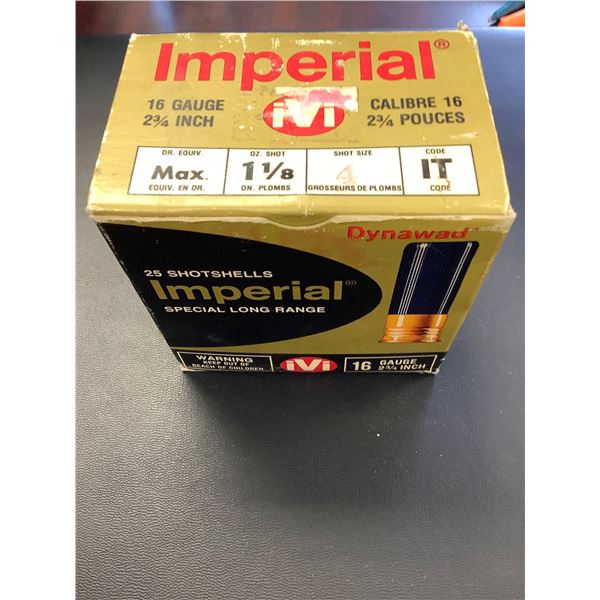 Imperial®
16 GAUGE
2¾ INCH
iVi
CALIBRE 16
2¾ POUCES
DR. EQUIV.
Max.
EQUIV. EN DR.
OZ. SHOT
1 1/8
ON. PLOMBS
SHOT SIZE
4
GROSSEURS DE PLOMBS
CODE
IT
CODE
Dynawad
25 SHOTSHELLS
Imperial®
SPECIAL LONG RANGE
WARNING
KEEP OUT OF
REACH OF CHILDREN
iVi
16 GAUGE
2¾ INCH